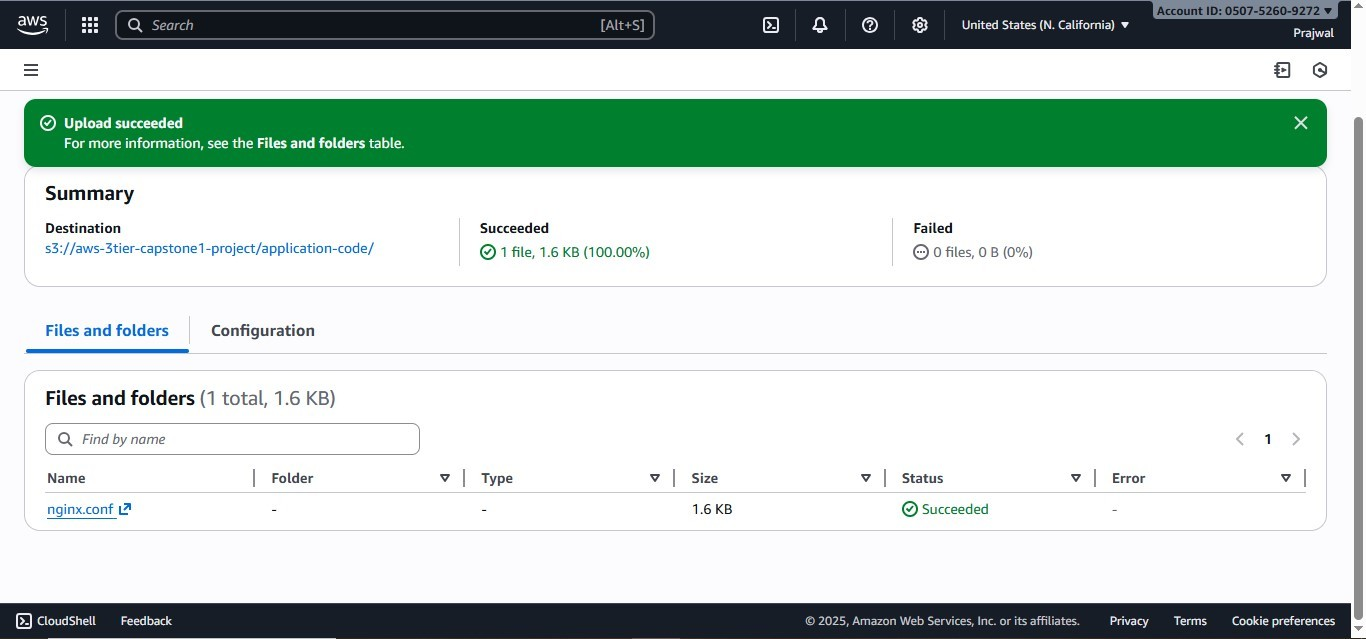 aws
Search [Alt+S]
United States (N. California) ▼
Account ID: 0507-5260-9272 ▼
Prajwal
Upload succeeded
For more information, see the Files and folders table.
Summary
Destination
s3://aws-3tier-capstone1-project/application-code/
Succeeded
1 file, 1.6 KB (100.00%)
Failed
0 files, 0 B (0%)
Files and folders Configuration
Files and folders (1 total, 1.6 KB)
Find by name
1
Name Folder Type Size Status Error
nginx.conf - - 1.6 KB Succeeded -
CloudShell Feedback © 2025, Amazon Web Services, Inc. or its affiliates. Privacy Terms Cookie preferences